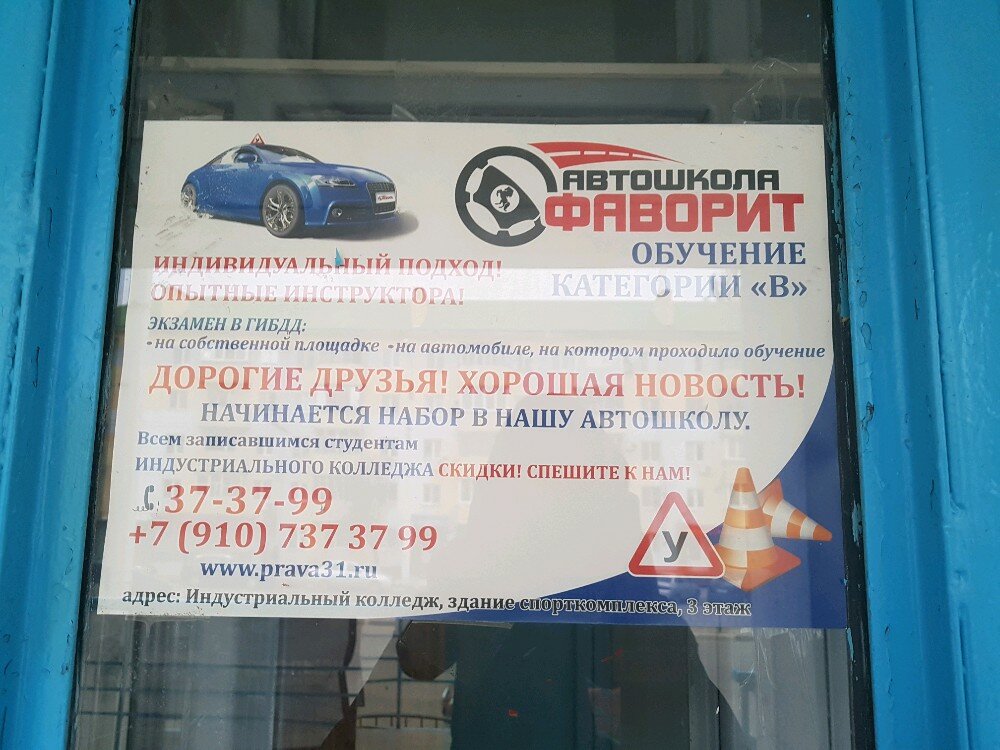 АВТОШКОЛА
ФАВОРИТ
ОБУЧЕНИЕ
КАТЕГОРИИ «В»
ИНДИВИДУАЛЬНЫЙ ПОДХОД!
ОПЫТНЫЕ ИНСТРУКТОРА!
ЭКЗАМЕН В ГИБДД:
• на собственной площадке • на автомобиле, на котором проходило обучение
ДОРОГИЕ ДРУЗЬЯ! ХОРОШАЯ НОВОСТЬ!
НАЧИНАЕТСЯ НАБОР В НАШУ АВТОШКОЛУ.
Всем записавшимся студентам
ИНДУСТРИАЛЬНОГО КОЛЛЕДЖА СКИДКИ! СПЕШИТЕ К НАМ!
37-37-99
+7 (910) 737 37 99
www.prava31.ru
У
адрес: Индустриальный колледж, здание спорткомплекса, 3 этаж